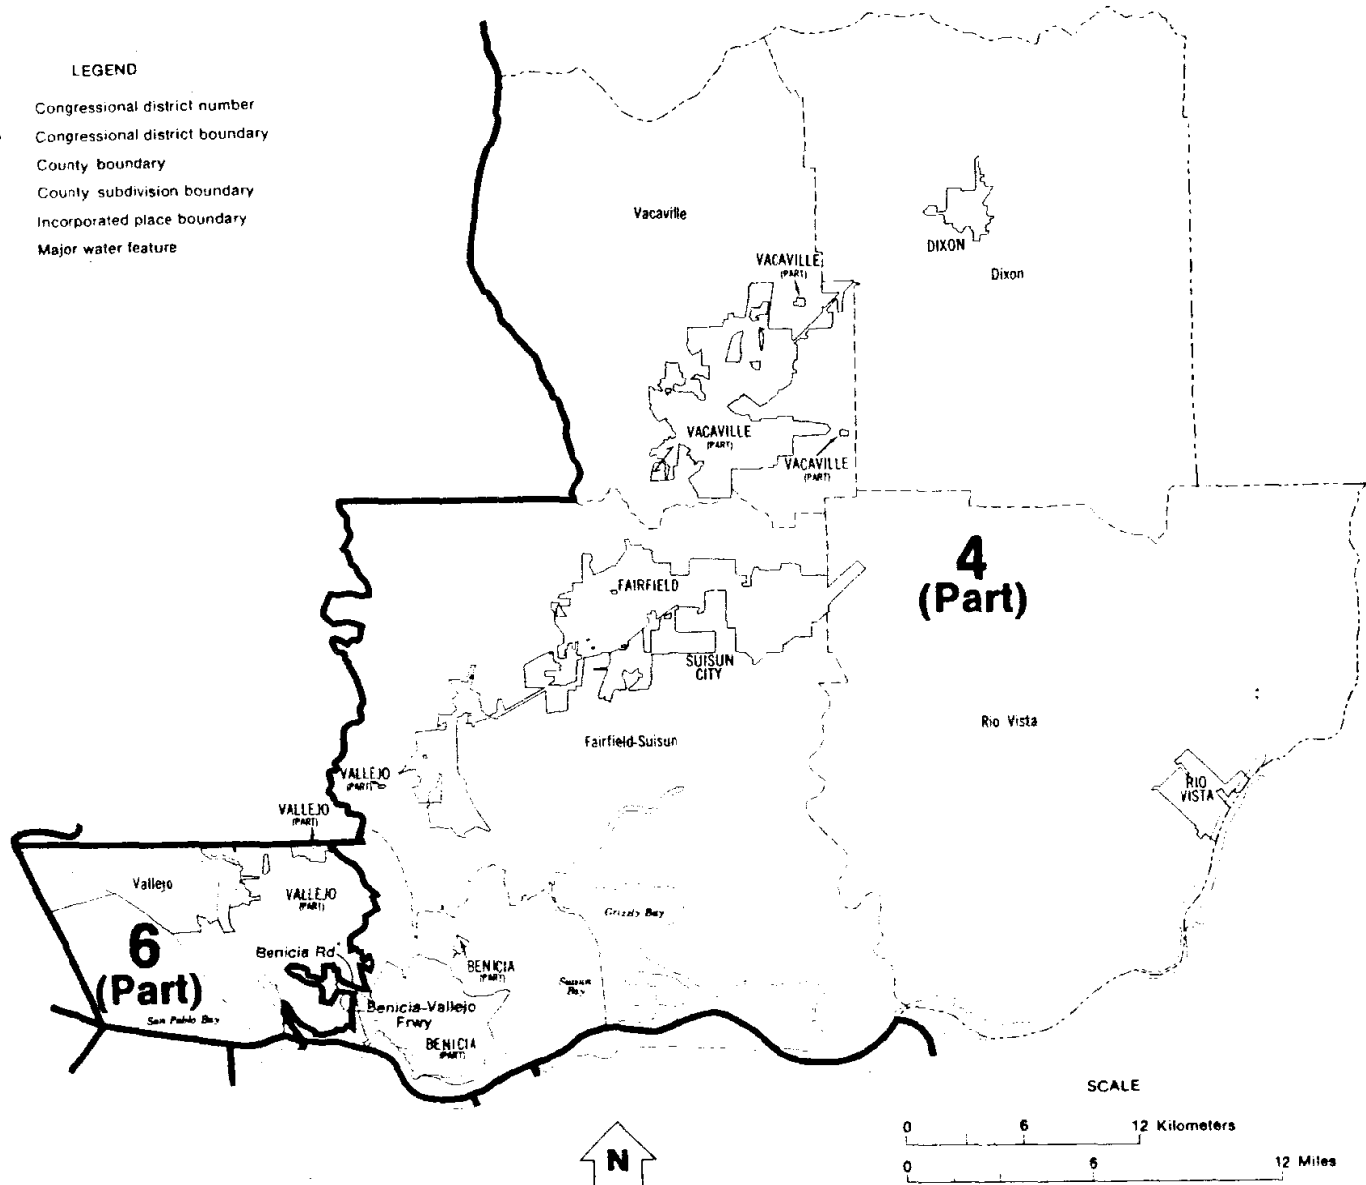 LEGEND
Congressional district number
Congressional district boundary
County boundary
County subdivision boundary
Incorporated place boundary
Major water feature
Vacaville
DIXON
Dixon
VACAVILLE
(PART)
VACAVILLE
(PART)
VACAVILLE
(PART)
4
(Part)
FAIRFIELD
SUISUN
CITY
Rio Vista
Fairfield-Suisun
VALLEJO
(PART)
RIO
VISTA
VALLEJO
(PART)
Vallejo
VALLEJO
(PART)
Grizzly Bay
6
(Part)
Benicia Rd
BENICIA
(PART)
Suisun
Bay
San Pablo Bay
Benicia-Vallejo
Frwy
BENICIA
(PART)
SCALE
0 6 12 Kilometers
0 6 12 Miles
N